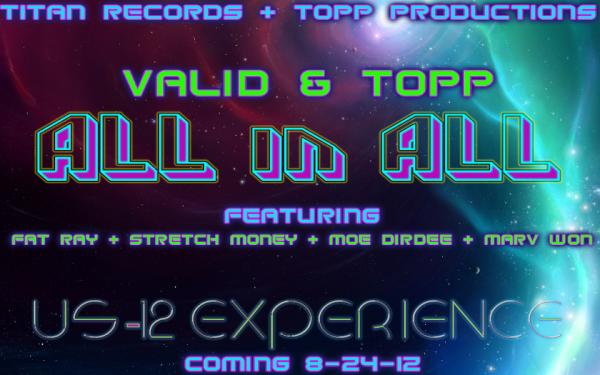 TITAN RECORDS + TOPP PRODUCTIONS
VALID & TOPP
ALL in ALL
FEATURING
FAT RAY + STRETCH MONEY + MOE DIRDEE + MARV WON
US-12 EXPERIENCE
COMING 8-24-12